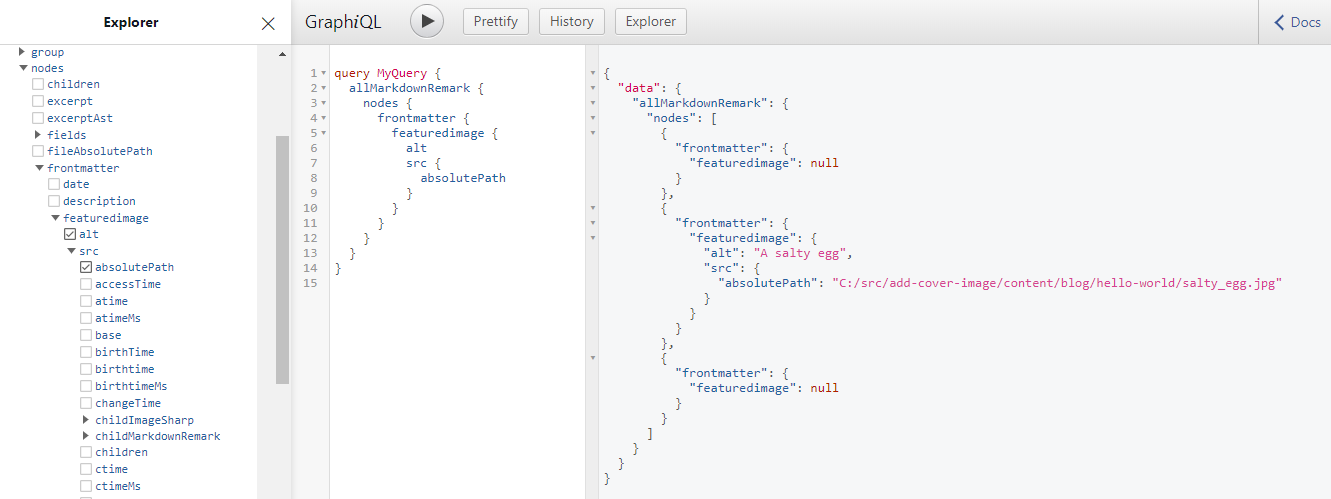 Explorer
GraphiQL
Prettify
History
Explorer
Docs
group
nodes
children
excerpt
excerptAst
fields
fileAbsolutePath
frontmatter
date
description
featuredimage
alt
src
absolutePath
accessTime
atime
atimeMs
base
birthTime
birthtime
birthtimeMs
changeTime
childImageSharp
childMarkdownRemark
children
ctime
ctimeMs
1 query MyQuery {
2 allMarkdownRemark {
3 nodes {
4 frontmatter {
5 featuredimage {
6 alt
7 src {
8 absolutePath
9 }
10 }
11 }
12 }
13 }
14 }
15
{
"data": {
"allMarkdownRemark": {
"nodes": [
{
"frontmatter": {
"featuredimage": null
}
},
{
"frontmatter": {
"featuredimage": {
"alt": "A salty egg",
"src": {
"absolutePath": "C:/src/add-cover-image/content/blog/hello-world/salty_egg.jpg"
}
}
}
},
{
"frontmatter": {
"featuredimage": null
}
}
]
}
}
}